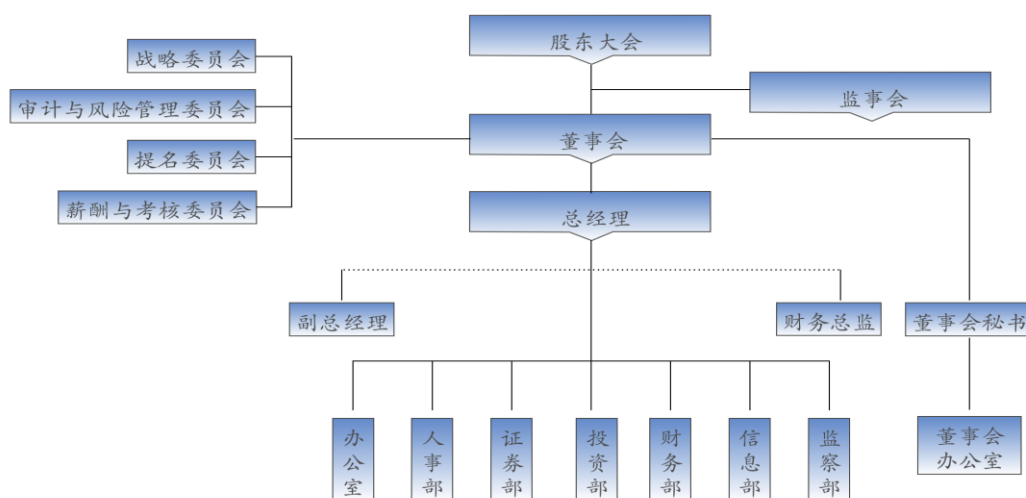 股东大会
战略委员会
监事会
审计与风险管理委员会
董事会
提名委员会
薪酬与考核委员会
总经理
副总经理
财务总监
董事会秘书
办公室
人事部
证券部
投资部
财务部
信息部
监察部
董事会
办公室